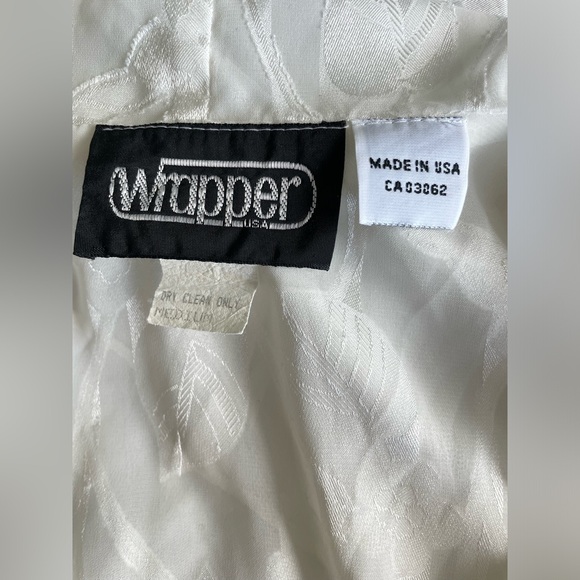 Wrapper
USA
MADE IN USA
CA 03062
DRY CLEAN ONLY
MEDIUM